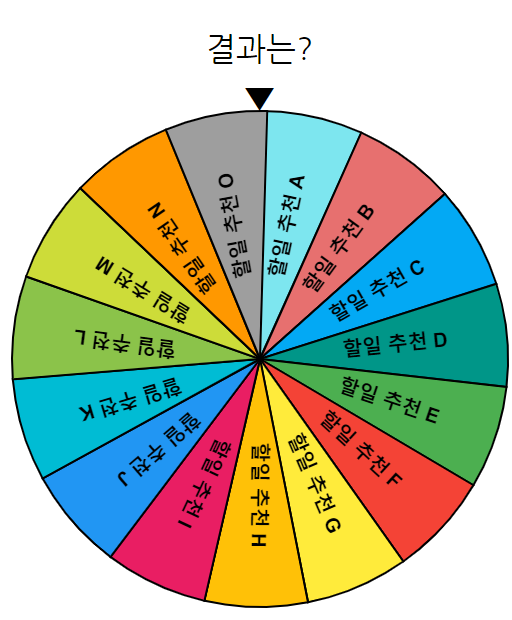 결과는?
할일 추천 A
할일 추천 B
할일 추천 C
할일 추천 D
할일 추천 E
할일 추천 F
할일 추천 G
할일 추천 H
할일 추천 I
할일 추천 J
할일 추천 K
할일 추천 L
할일 추천 M
할일 추천 N
할일 추천 O